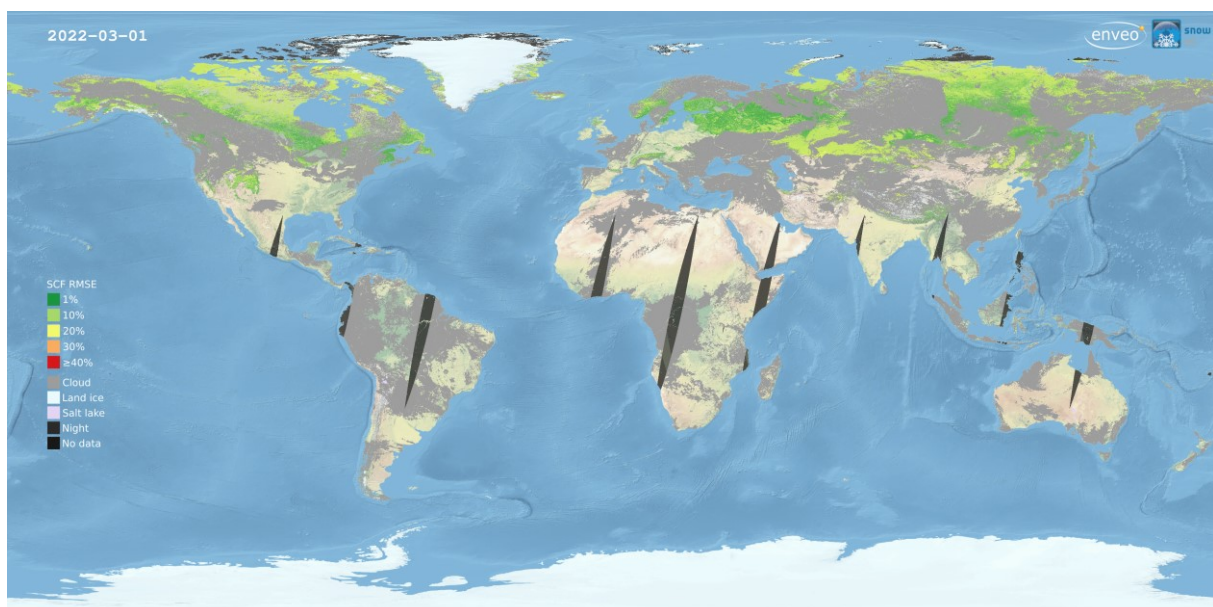 2022-03-01
enveo
snow
SCF RMSE
1%
10%
20%
30%
≥40%
Cloud
Land ice
Salt lake
Night
No data